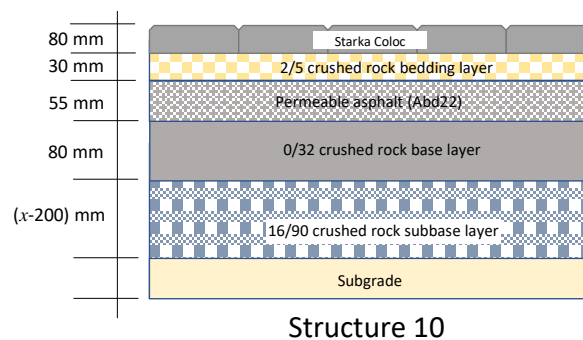 80 mm
Starka Coloc
30 mm
2/5 crushed rock bedding layer
55 mm
Permeable asphalt (Abd22)
80 mm
0/32 crushed rock base layer
(x-200) mm
16/90 crushed rock subbase layer
Subgrade
Structure 10